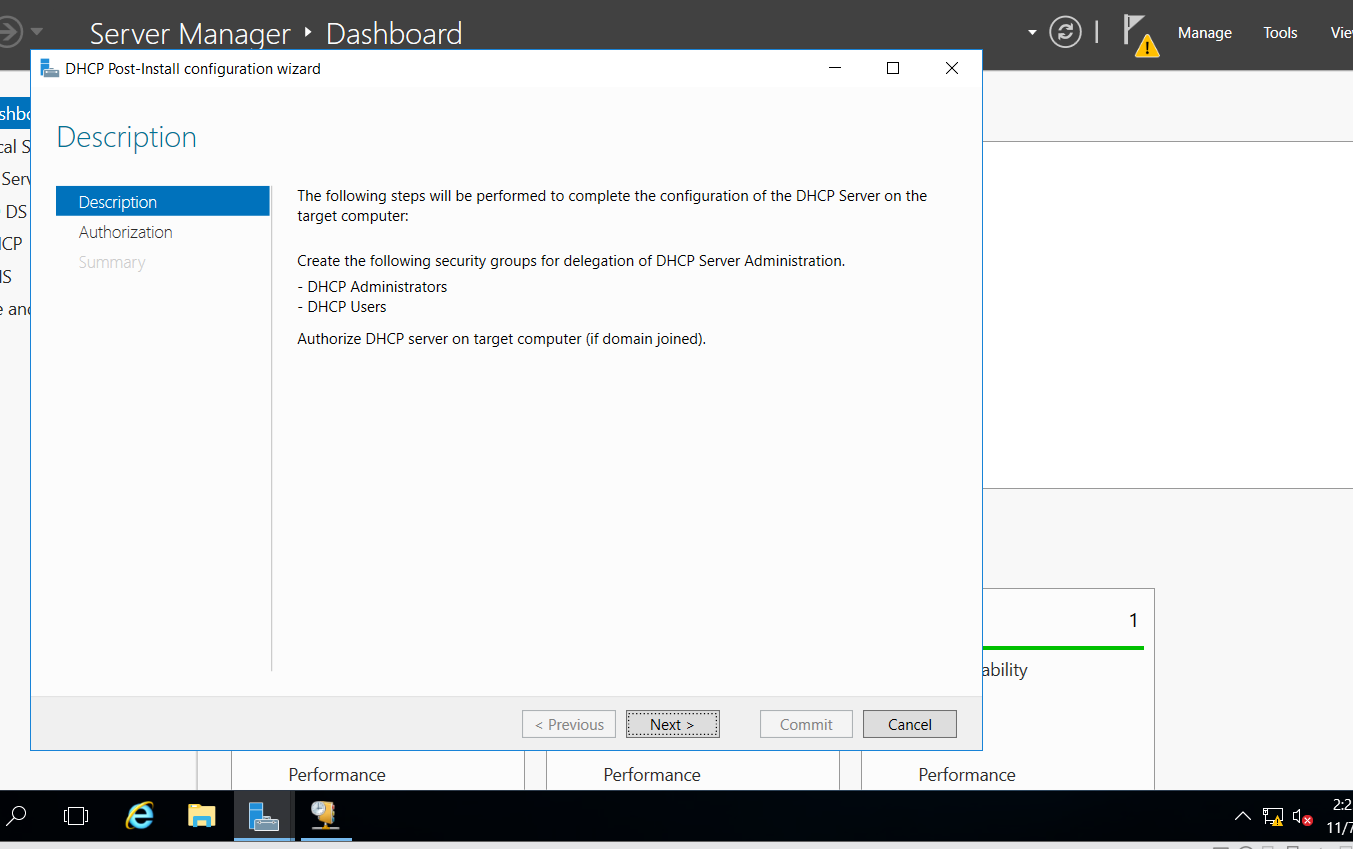 Server Manager ‣ Dashboard
Manage
Tools
DHCP Post-Install configuration wizard
Description
Description
Authorization
Summary
The following steps will be performed to complete the configuration of the DHCP Server on the
target computer:
Create the following security groups for delegation of DHCP Server Administration.
- DHCP Administrators
- DHCP Users
Authorize DHCP server on target computer (if domain joined).
1
ability
< Previous
Next >
Commit
Cancel
Performance
Performance
Performance